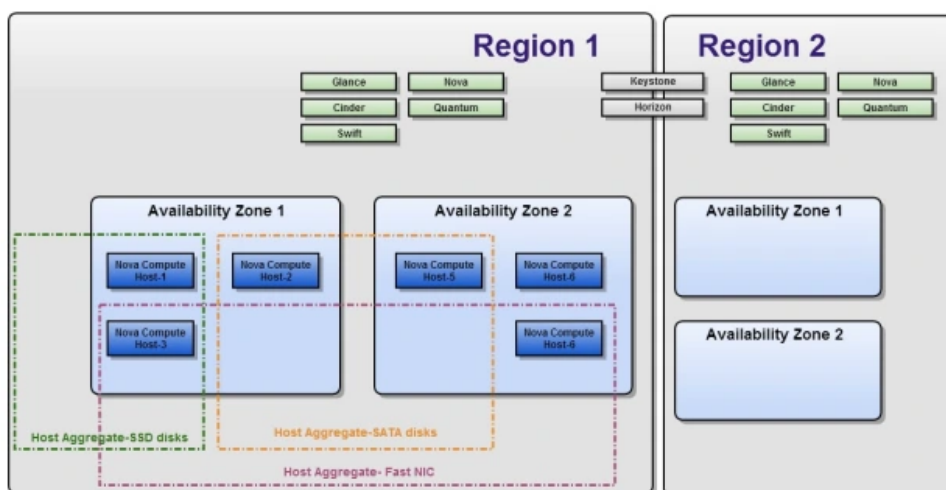 Region 1
Region 2
Glance
Nova
Keystone
Glance
Nova
Cinder
Quantum
Horizon
Cinder
Quantum
Swift
Swift
Availability Zone 1
Availability Zone 2
Availability Zone 1
Nova Compute
Host-1
Nova Compute
Host-2
Nova Compute
Host-5
Nova Compute
Host-6
Nova Compute
Host-3
Nova Compute
Host-6
Availability Zone 2
Host Aggregate-SSD disks
Host Aggregate-SATA disks
Host Aggregate- Fast NIC